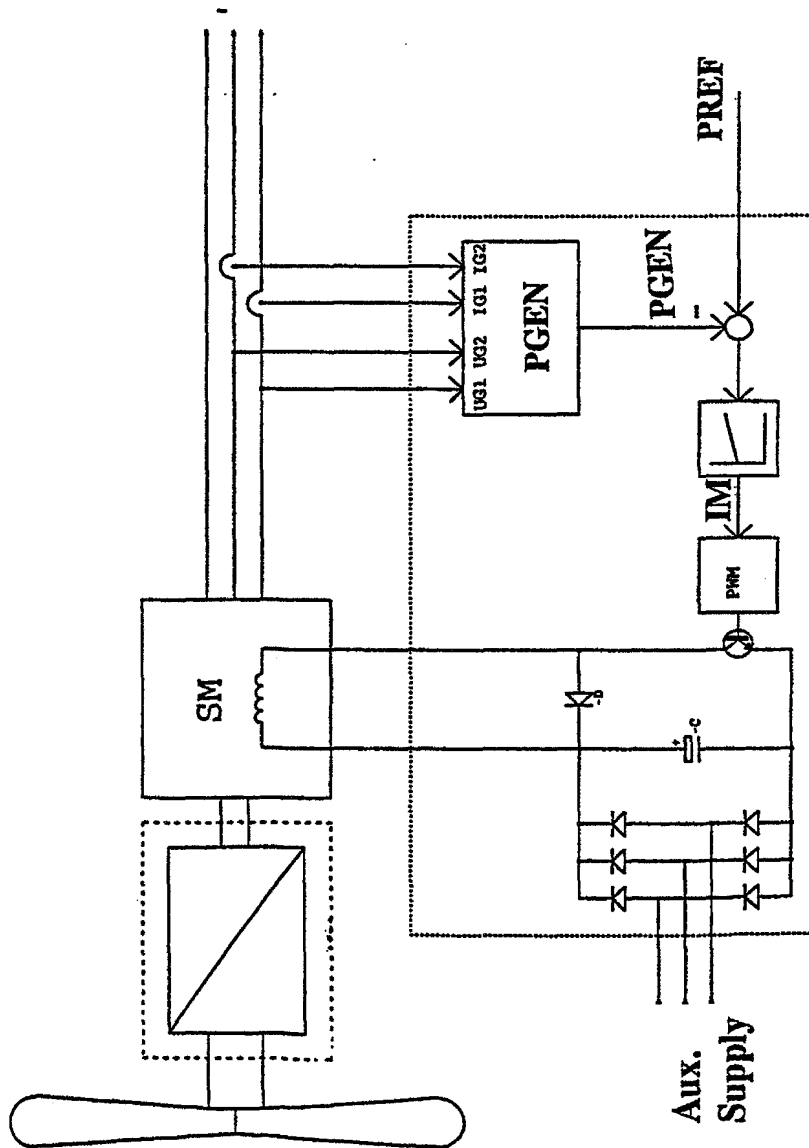 SM
UG1 UG2 IG1 IG2
PGEN
PGEN
-
PREF
IM
PWM
-D
+
-C
Aux.
Supply